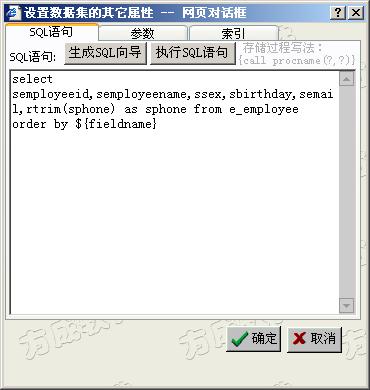 设置数据集的其它属性 -- 网页对话框
SQL语句 参数 索引
SQL语句: 生成SQL向导 执行SQL语句 存储过程写法:
{call procname(?,?)}
select
semployeeid,semployeename,ssex,sbirthday,semai
l,rtrim(sphone) as sphone from e_employee
order by ${fieldname}
确定 取消